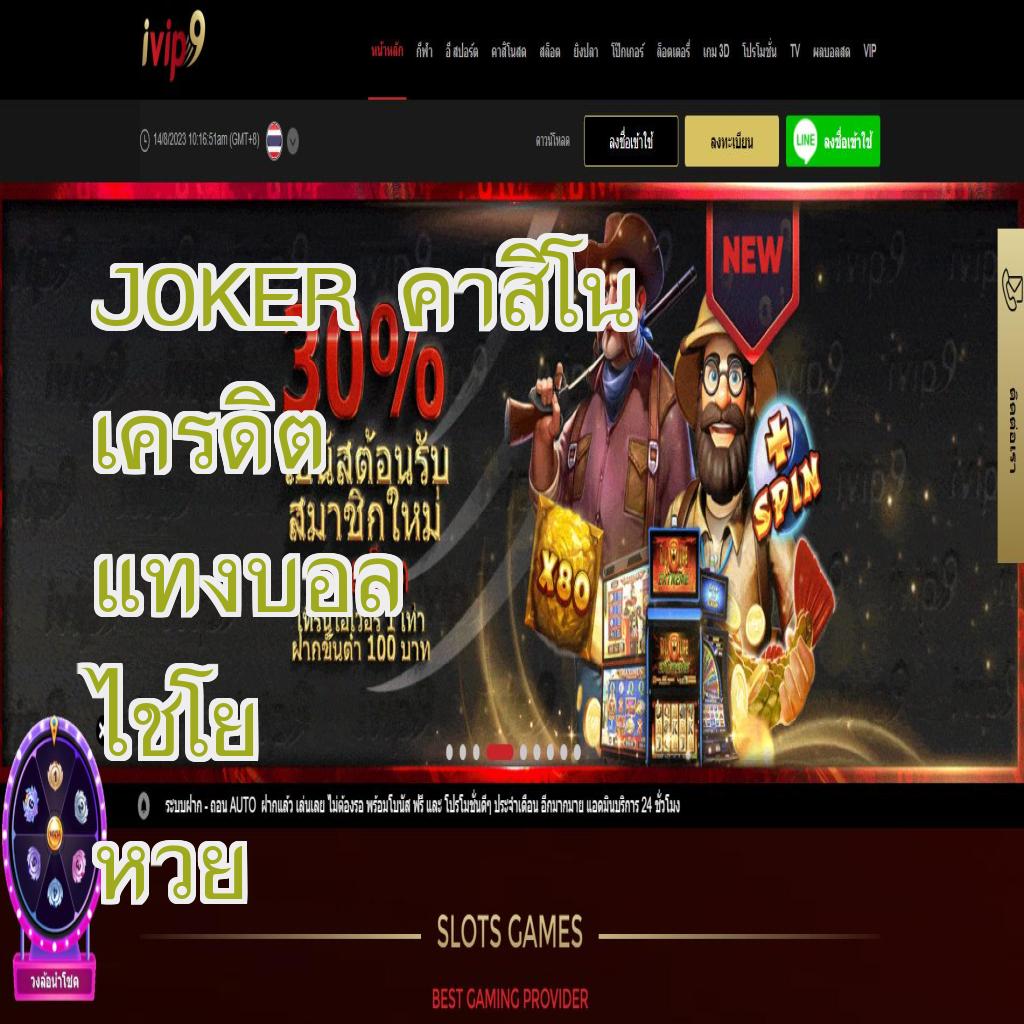 ivip9
หน้าหลัก กีฬา อีสปอร์ต คาสิโนสด สล็อต ยิงปลา โป๊กเกอร์ ล็อตเตอรี่ เกม 3D โปรโมชั่น TV ผลบอลสด VIP
14/8/2023 10:16:51am (GMT+8)
ดาวน์โหลด ลงชื่อเข้าใช้ ลงทะเบียน LINE ลงชื่อเข้าใช้
NEW
JOKER คาสิโน
30%
เครดิต
สต้อนรับ
สมาชิกใหม่
+
SPIN
X80
EXTREME
ติดต่อเรา
แทงบอล
1 เท่า
ฝากขั้นต่ำ 100 บาท
ไชโย
ระบบฝาก - ถอน AUTO ฝากแล้ว เล่นเลย ไม่ต้องรอ พร้อมโบนัส ฟรี และ โปรโมชั่นดีๆ ประจำเดือน อีกมากมาย แอดมินบริการ 24 ชั่วโมง
หวย
SLOTS GAMES
วงล้อนำโชค
BEST GAMING PROVIDER